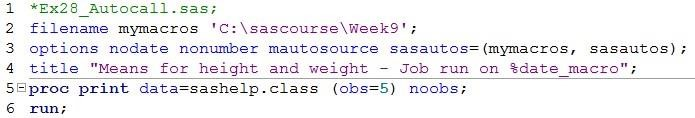 1 *Ex28_Autocall.sas;
2 filename mymacros 'C:\sascourse\Week9';
3 options nodate nonumber mautosource sasautos=(mymacros, sasautos);
4 title "Means for height and weight - Job run on %date_macro";
5 proc print data=sashelp.class (obs=5) noobs;
6 run;